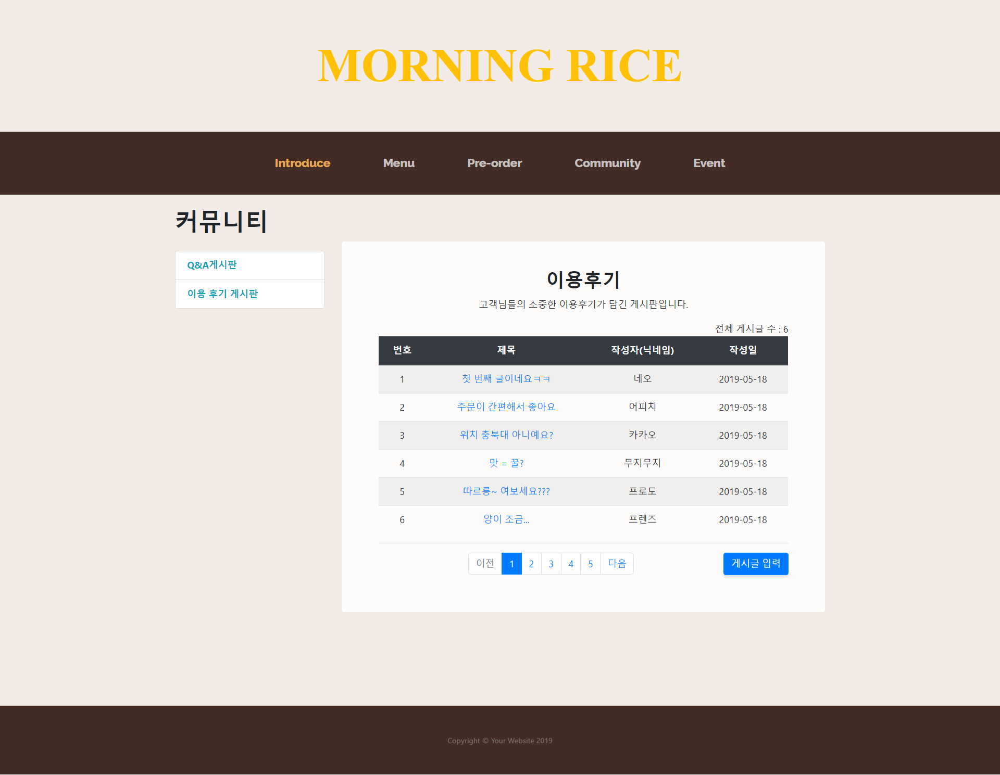 MORNING RICE
Introduce Menu Pre-order Community Event
커뮤니티
Q&A게시판
이용 후기 게시판
이용후기
고객님들의 소중한 이용후기가 담긴 게시판입니다.
전체 게시글 수 : 6
번호 제목 작성자(닉네임) 작성일
1 첫 번째 글이네요ㅋㅋ 네오 2019-05-18
2 주문이 간편해서 좋아요 어피치 2019-05-18
3 위치 충북대 아니예요? 카카오 2019-05-18
4 맛 = 꿀? 무지무지 2019-05-18
5 따르릉~ 여보세요??? 프로도 2019-05-18
6 양이 조금... 프렌즈 2019-05-18
이전 1 2 3 4 5 다음 게시글 입력
Copyright © Your Website 2019